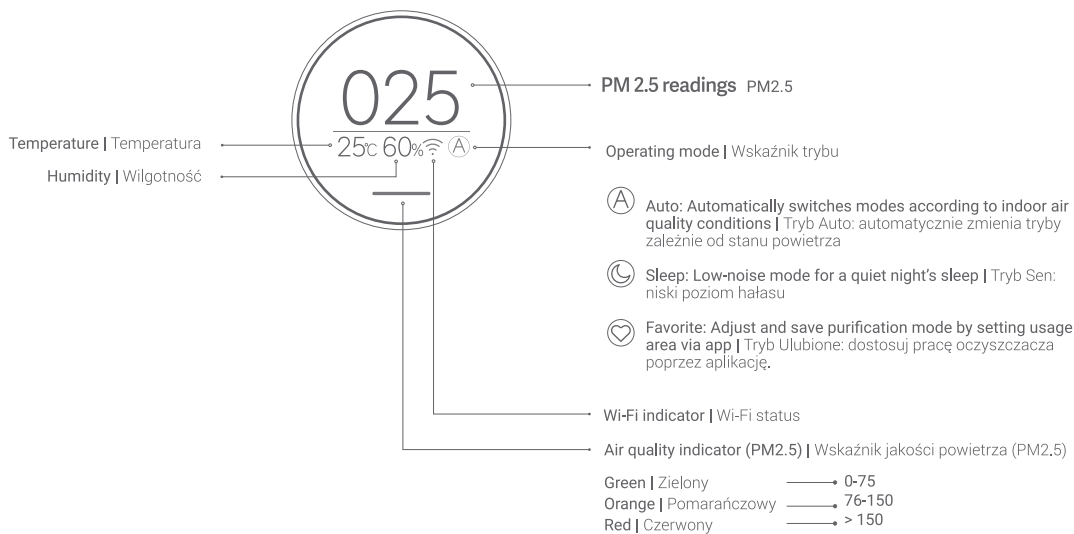 025
25℃ 60% A
PM 2.5 readings PM2.5
Temperature | Temperatura
Humidity | Wilgotność
Operating mode | Wskaźnik trybu
A Auto: Automatically switches modes according to indoor air
quality conditions | Tryb Auto: automatycznie zmienia tryby
zależnie od stanu powietrza
Sleep: Low-noise mode for a quiet night's sleep | Tryb Sen:
niski poziom hałasu
Favorite: Adjust and save purification mode by setting usage
area via app | Tryb Ulubione: dostosuj pracę oczyszczacza
poprzez aplikację.
Wi-Fi indicator | Wi-Fi status
Air quality indicator (PM2.5) | Wskaźnik jakości powietrza (PM2.5)
Green | Zielony 0-75
Orange | Pomarańczowy 76-150
Red | Czerwony > 150